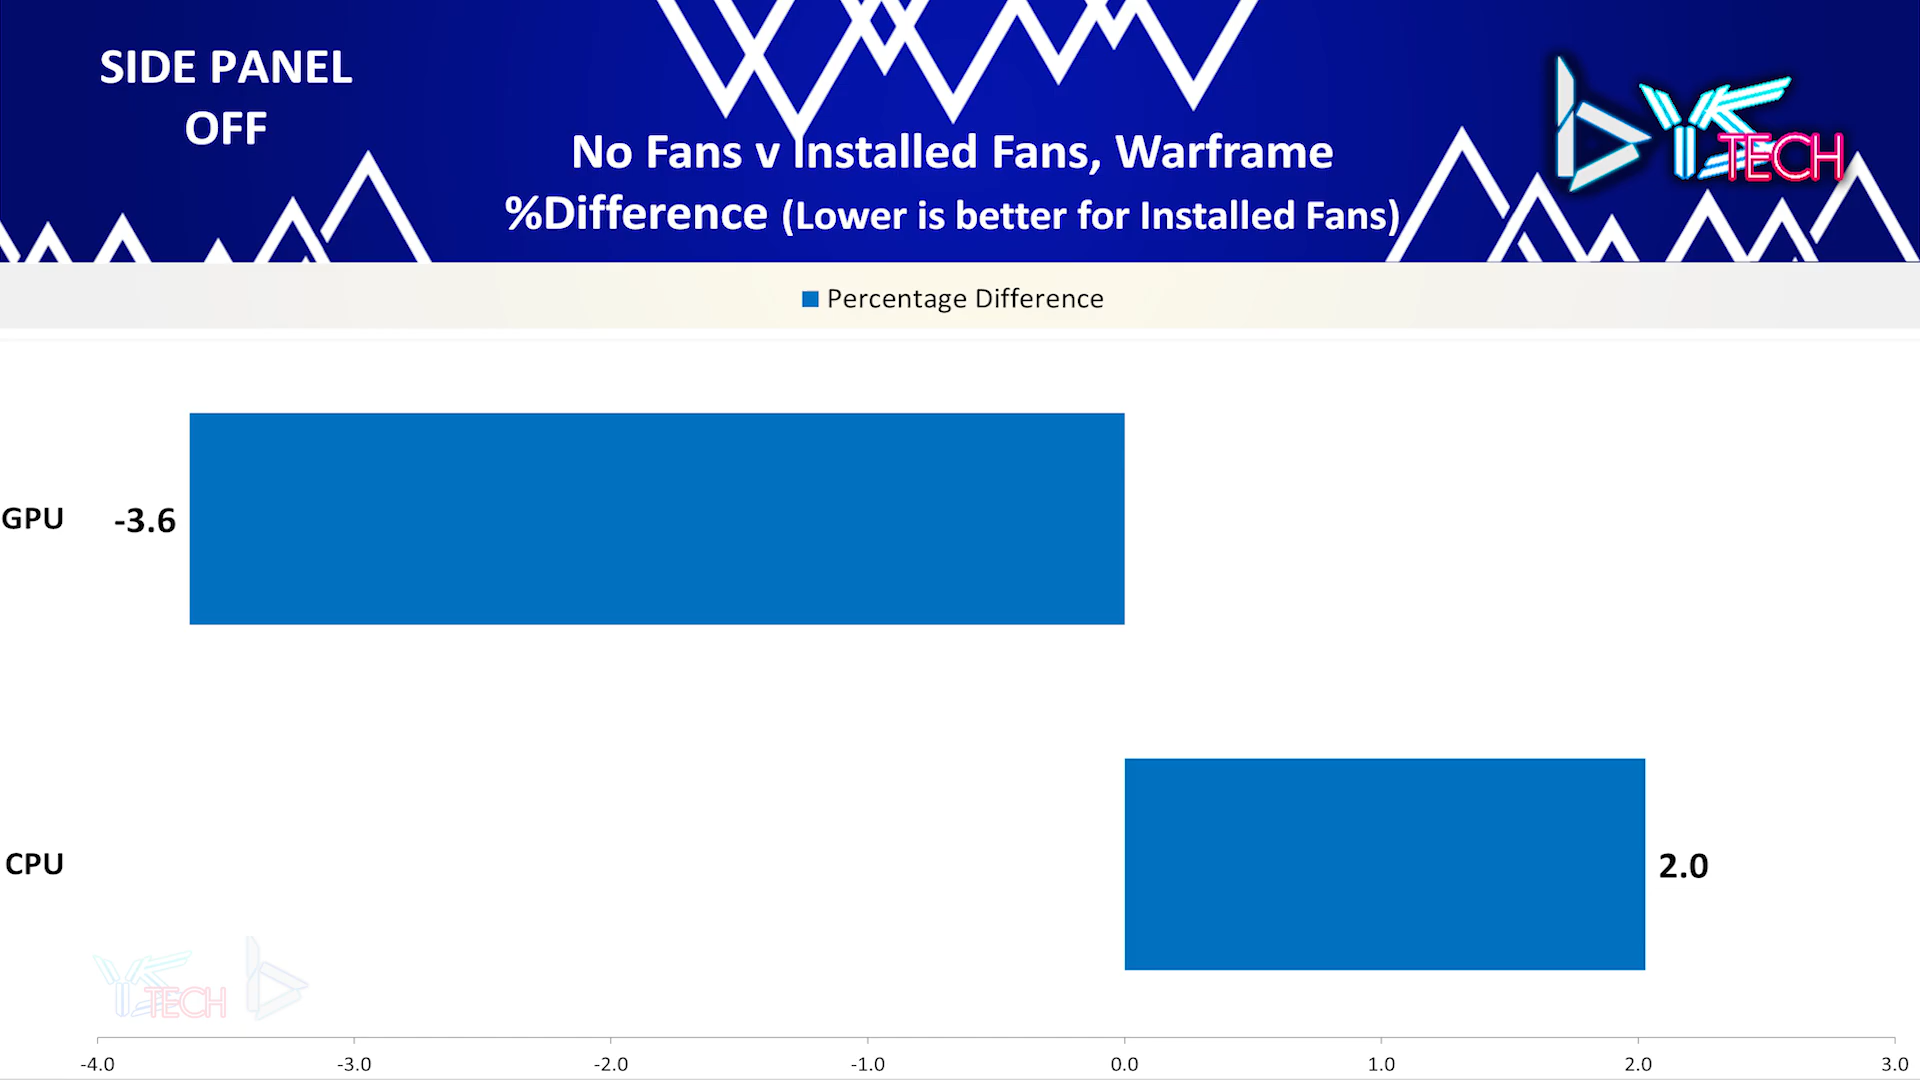 SIDE PANEL
OFF
No Fans v Installed Fans, Warframe
%Difference (Lower is better for Installed Fans)
YKS TECH
Percentage Difference
GPU
-3.6
CPU
2.0
TECH
-4.0 -3.0 -2.0 -1.0 0.0 1.0 2.0 3.0